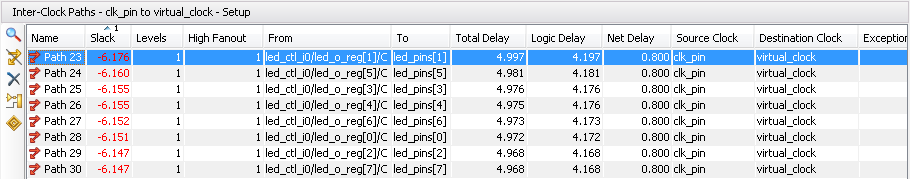 Inter-Clock Paths - clk_pin to virtual_clock - Setup
Name Slack 1 Levels High Fanout From To Total Delay Logic Delay Net Delay Source Clock Destination Clock Exception
Path 23 -6.176 1 1 led_ctl_i0/led_o_reg[1]/C led_pins[1] 4.997 4.197 0.800 clk_pin virtual_clock
Path 24 -6.160 1 1 led_ctl_i0/led_o_reg[5]/C led_pins[5] 4.981 4.181 0.800 clk_pin virtual_clock
Path 25 -6.155 1 1 led_ctl_i0/led_o_reg[3]/C led_pins[3] 4.976 4.176 0.800 clk_pin virtual_clock
Path 26 -6.155 1 1 led_ctl_i0/led_o_reg[4]/C led_pins[4] 4.975 4.176 0.800 clk_pin virtual_clock
Path 27 -6.152 1 1 led_ctl_i0/led_o_reg[6]/C led_pins[6] 4.973 4.173 0.800 clk_pin virtual_clock
Path 28 -6.151 1 1 led_ctl_i0/led_o_reg[0]/C led_pins[0] 4.972 4.172 0.800 clk_pin virtual_clock
Path 29 -6.147 1 1 led_ctl_i0/led_o_reg[2]/C led_pins[2] 4.968 4.168 0.800 clk_pin virtual_clock
Path 30 -6.147 1 1 led_ctl_i0/led_o_reg[7]/C led_pins[7] 4.968 4.168 0.800 clk_pin virtual_clock